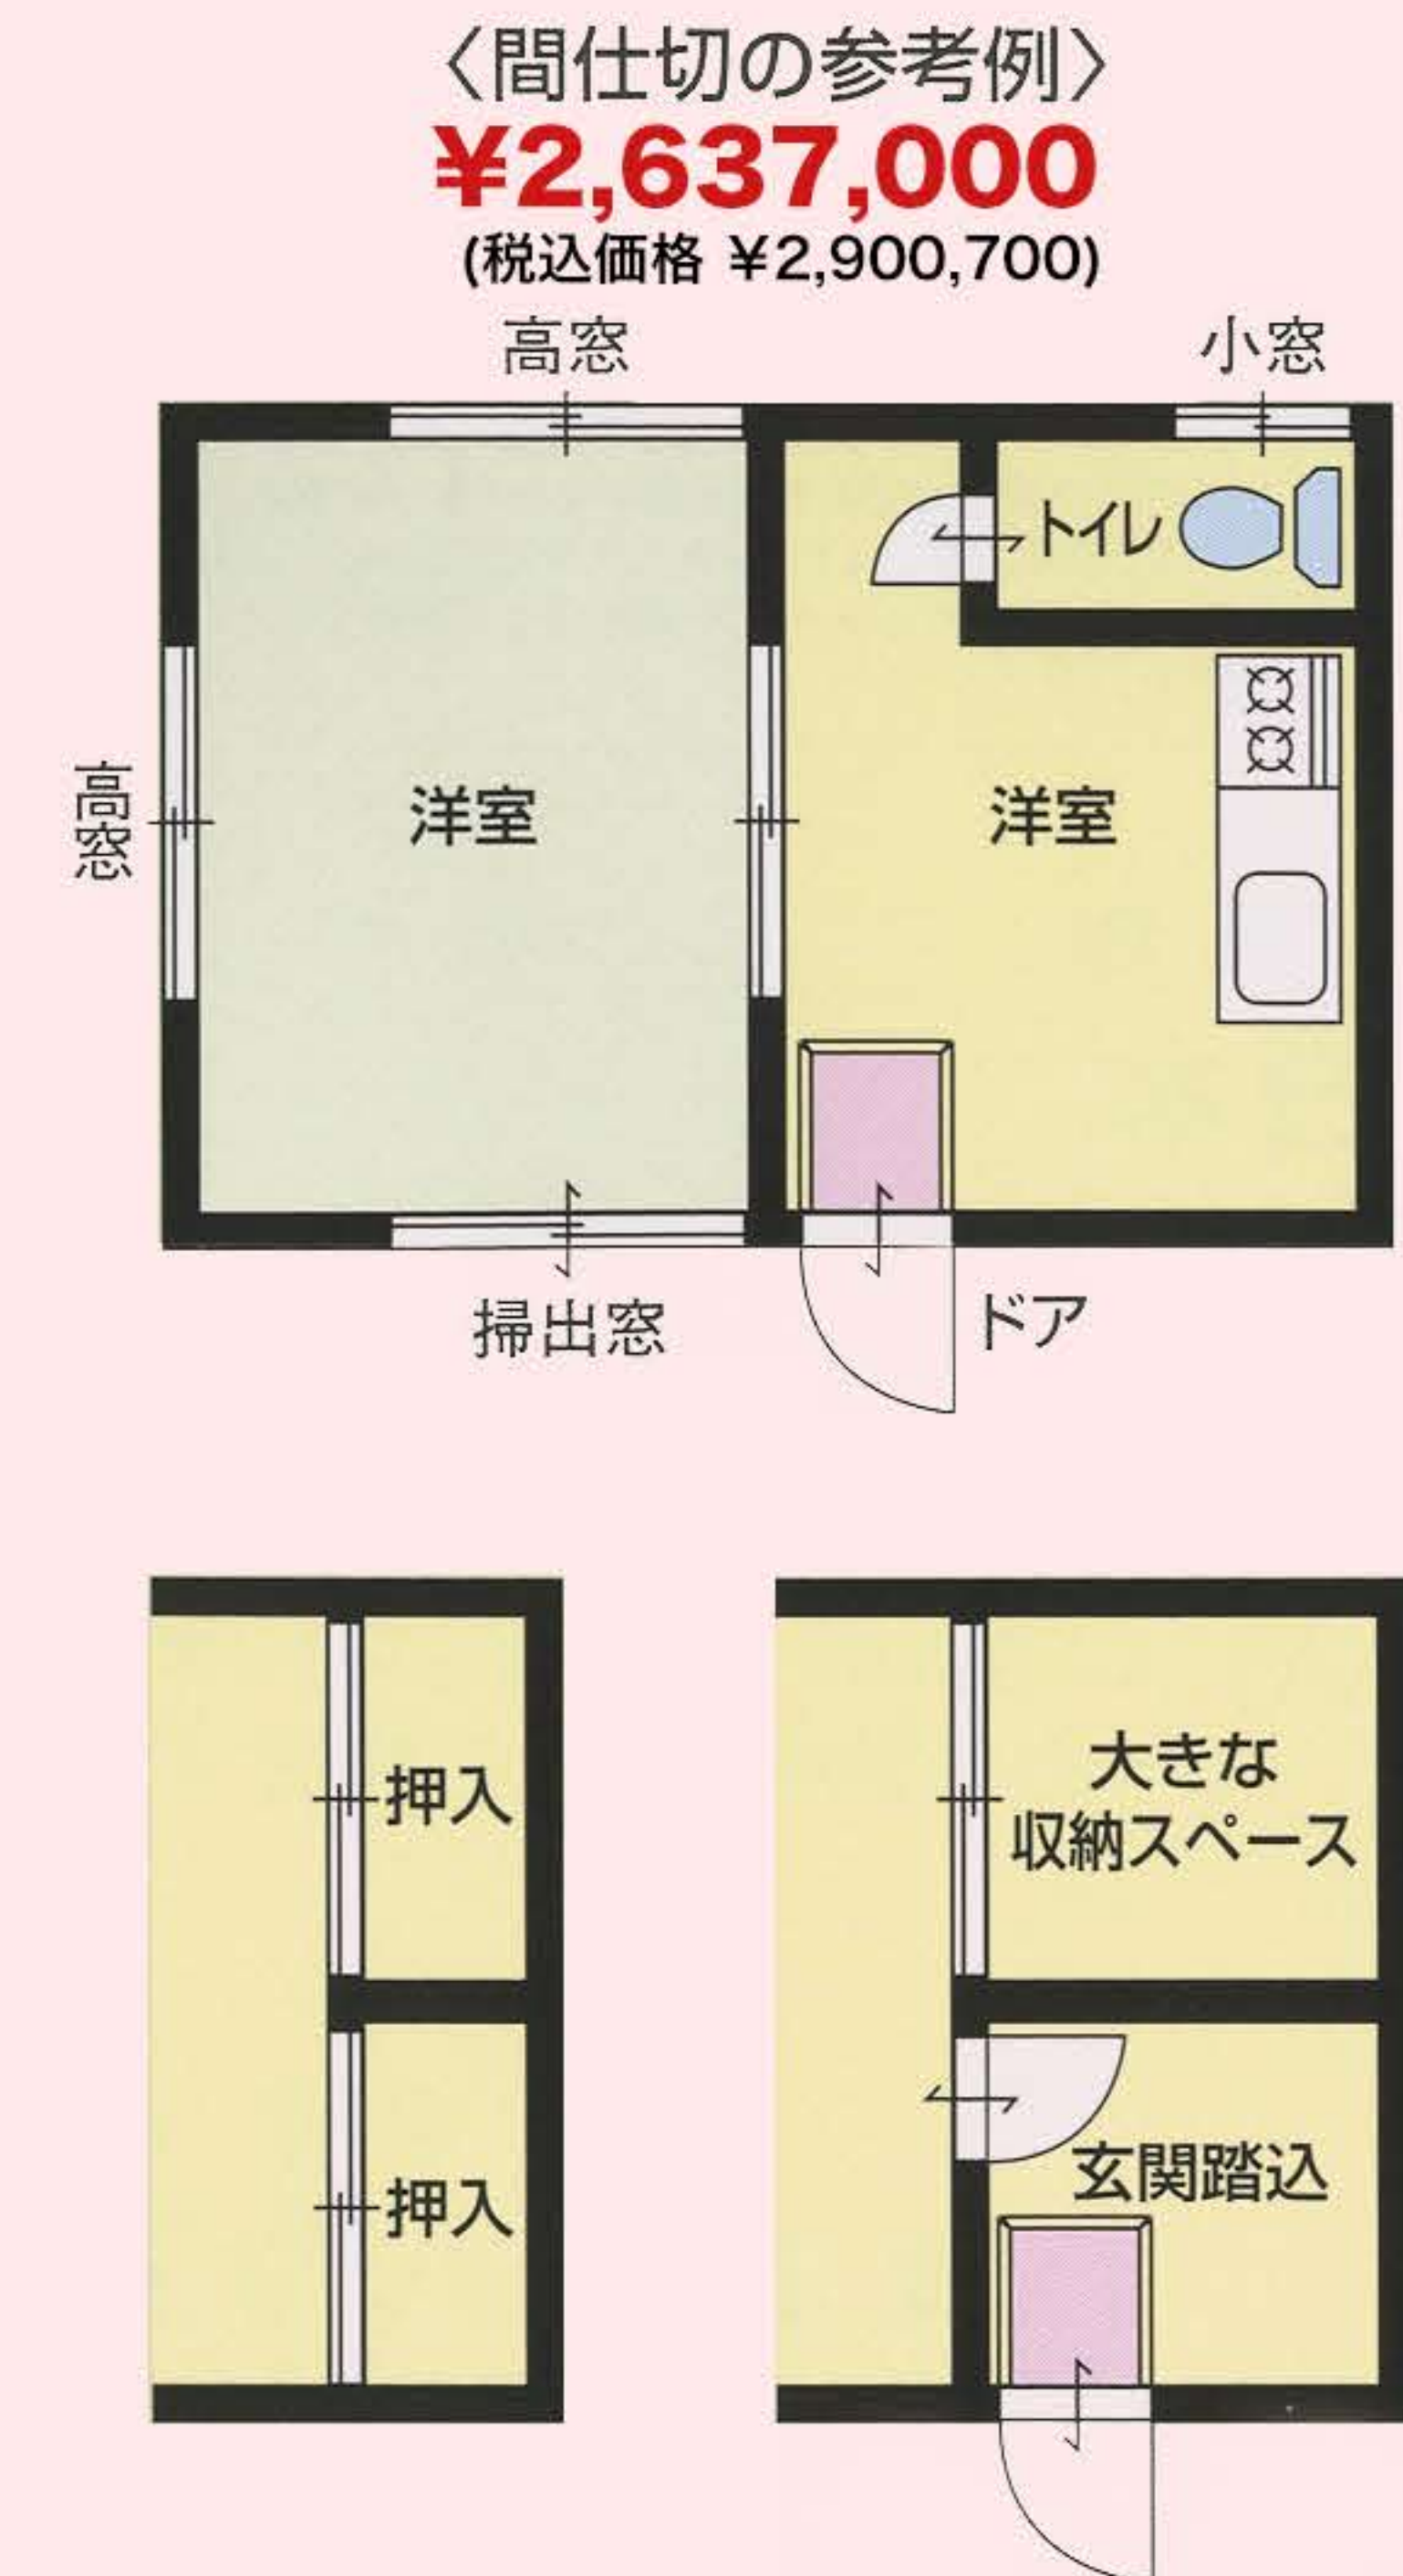 〈間仕切の参考例〉
¥2,637,000
(税込価格 ¥2,900,700)
高窓
小窓
トイレ
高窓
洋室
洋室
掃出窓
ドア
押入
大きな
収納スペース
押入
玄関踏込